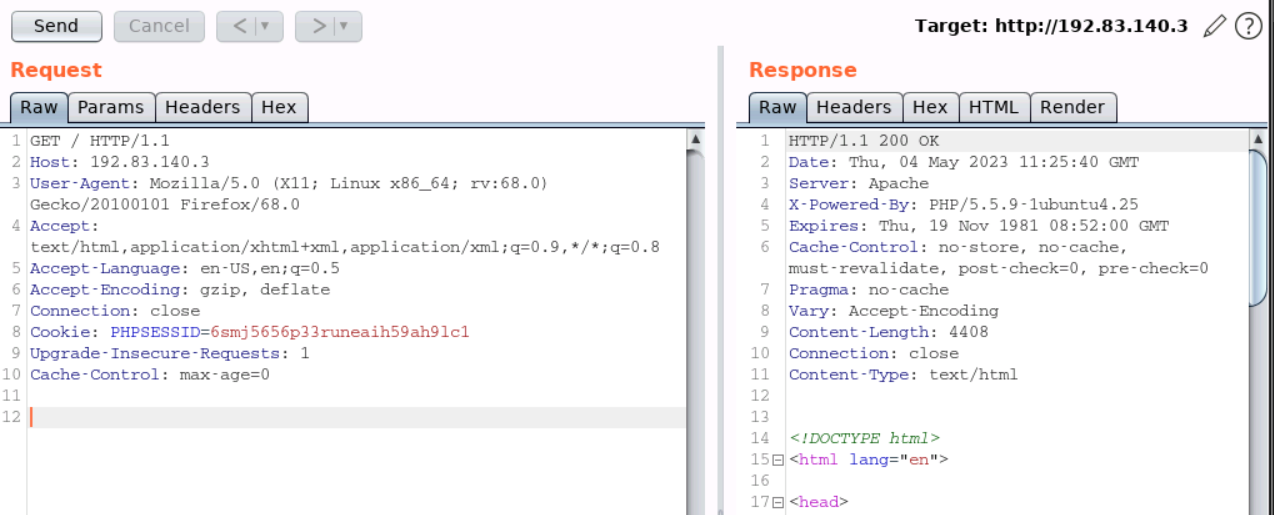 Send Cancel < >
Target: http://192.83.140.3 ?
Request
Raw Params Headers Hex
1 GET / HTTP/1.1
2 Host: 192.83.140.3
3 User-Agent: Mozilla/5.0 (X11; Linux x86_64; rv:68.0)
Gecko/20100101 Firefox/68.0
4 Accept:
text/html,application/xhtml+xml,application/xml;q=0.9,*/*;q=0.8
5 Accept-Language: en-US,en;q=0.5
6 Accept-Encoding: gzip, deflate
7 Connection: close
8 Cookie: PHPSESSID=6smj5656p33runeaih59ah9lc1
9 Upgrade-Insecure-Requests: 1
10 Cache-Control: max-age=0
11
12
Response
Raw Headers Hex HTML Render
1 HTTP/1.1 200 OK
2 Date: Thu, 04 May 2023 11:25:40 GMT
3 Server: Apache
4 X-Powered-By: PHP/5.5.9-1ubuntu4.25
5 Expires: Thu, 19 Nov 1981 08:52:00 GMT
6 Cache-Control: no-store, no-cache,
must-revalidate, post-check=0, pre-check=0
7 Pragma: no-cache
8 Vary: Accept-Encoding
9 Content-Length: 4408
10 Connection: close
11 Content-Type: text/html
12
13
14 <!DOCTYPE html>
15 <html lang="en">
16
17 <head>